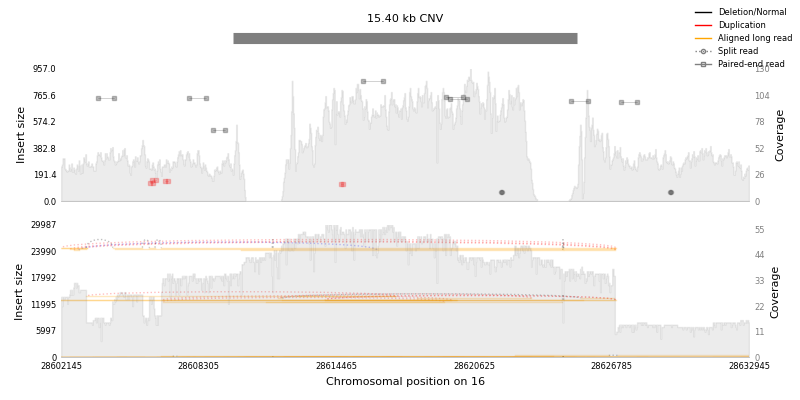 15.40 kb CNV
Deletion/Normal
Duplication
Aligned long read
Split read
Paired-end read
957.0
765.6
574.2
382.8
191.4
0.0
Insert size
130
104
78
52
26
0
Coverage
29987
23990
17992
11995
5997
0
Insert size
55
44
33
22
11
0
Coverage
28602145
28608305
28614465
28620625
28626785
28632945
Chromosomal position on 16